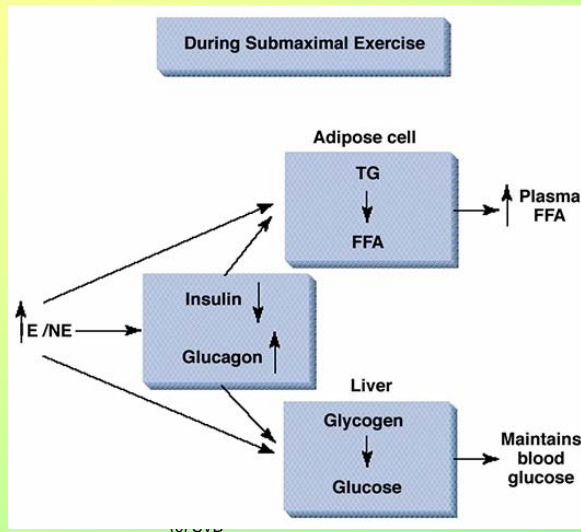 During Submaximal Exercise
Adipose cell
TG
FFA
Plasma
FFA
Insulin
Glucagon
E /NE
Liver
Glycogen
Glucose
Maintains
blood
glucose